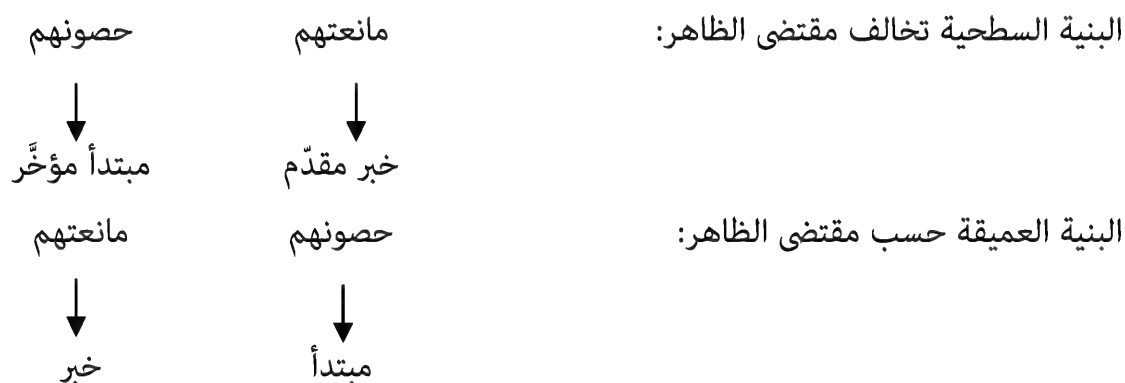 البنية السطحية تخالف مقتضى الظاهر: مانعتهم حصونهم
خبر مقدّم مبتدأ مؤخَّر
البنية العميقة حسب مقتضى الظاهر: حصونهم مانعتهم
مبتدأ خبر